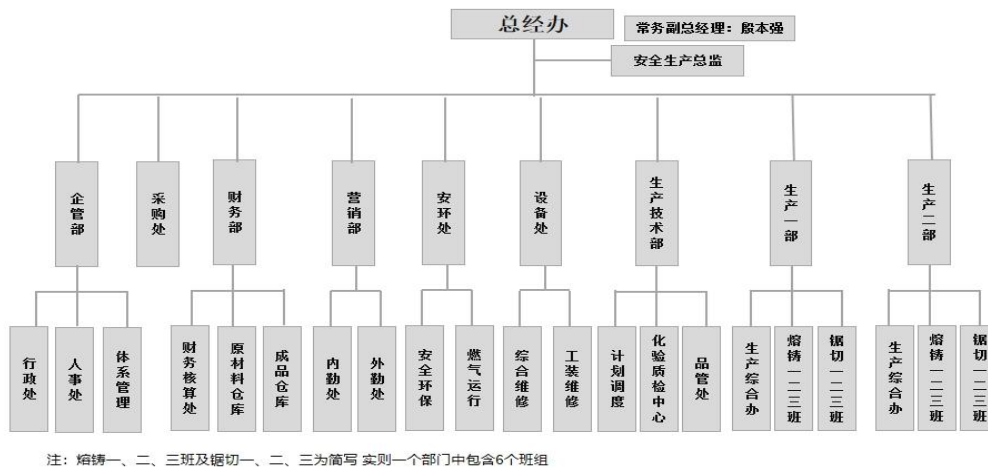 总经办
常务副总经理：殷本强
安全生产总监
企管部
采购处
财务部
营销部
安环处
设备处
生产技术部
生产一部
生产二部
行政处
人事处
体系管理
财务核算处
原材料仓库
成品仓库
内勤处
外勤处
安全环保
燃气运行
综合维修
工装维修
计划调度
化验质检中心
品管处
生产综合办
熔铸一二三班
锯切一二三班
生产综合办
熔铸一二三班
锯切一二三班
注：熔铸一、二、三班及锯切一、二、三为简写 实则一个部门中包含6个班组